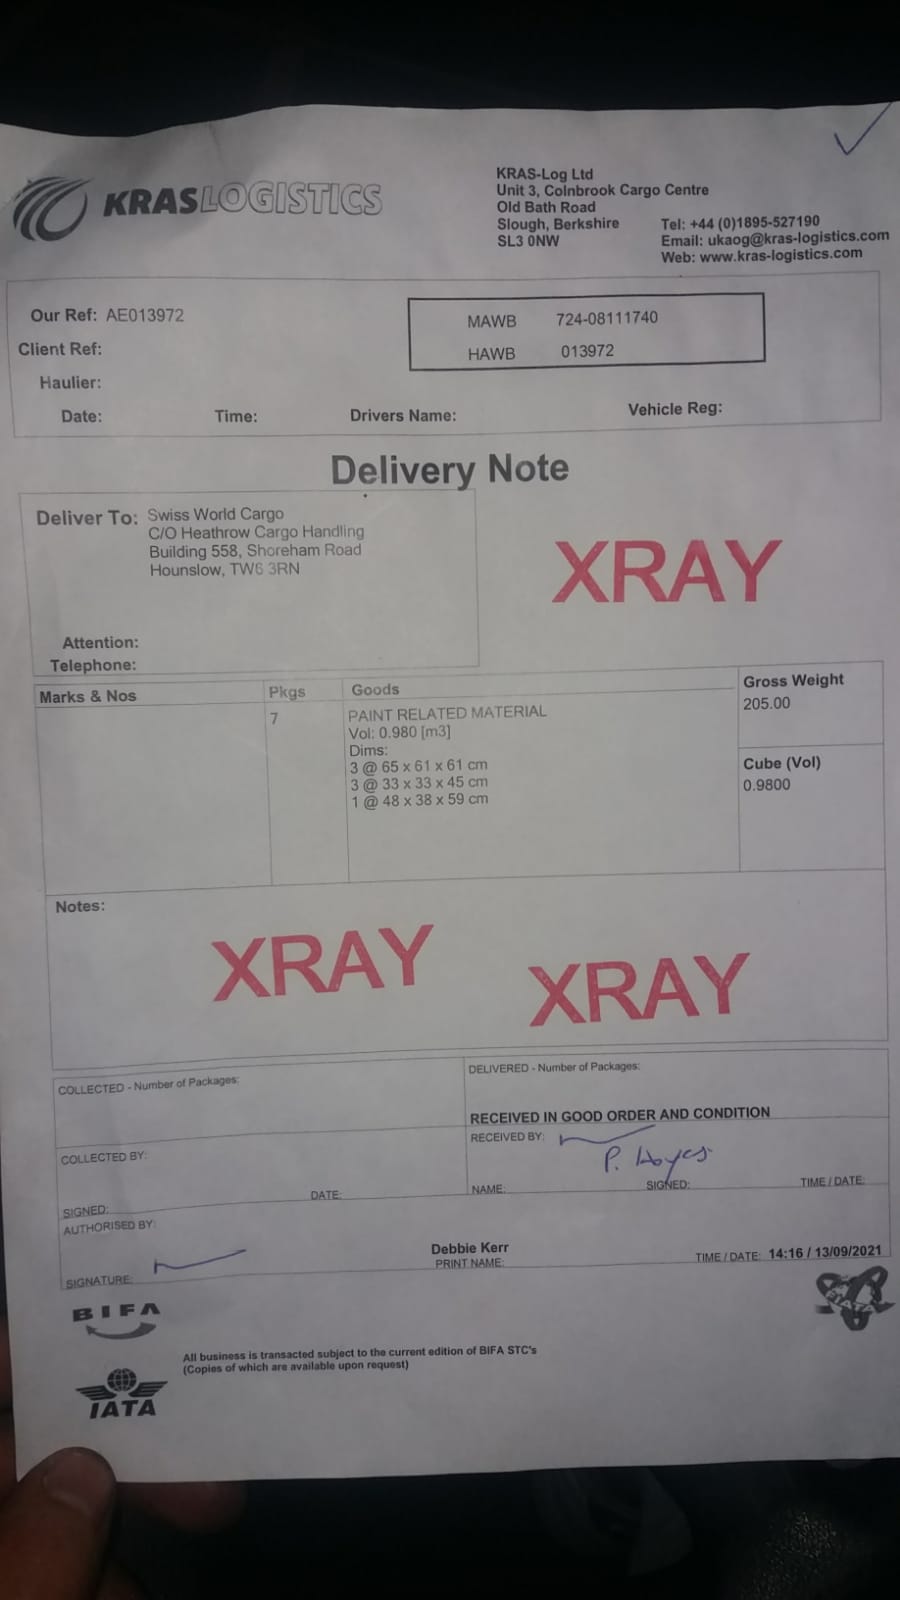 KRASLOGISTICS
KRAS-Log Ltd
Unit 3, Colnbrook Cargo Centre
Old Bath Road
Slough, Berkshire
SL3 0NW
Tel: +44 (0)1895-527190
Email: ukaog@kras-logistics.com
Web: www.kras-logistics.com
Our Ref: AE013972
MAWB 724-08111740
Client Ref:
HAWB 013972
Haulier:
Date: Time: Drivers Name: Vehicle Reg:
Delivery Note
Deliver To: Swiss World Cargo
C/O Heathrow Cargo Handling
Building 558, Shoreham Road
Hounslow, TW6 3RN
XRAY
Attention:
Telephone:
Marks & Nos Pkgs Goods Gross Weight
7 PAINT RELATED MATERIAL 205.00
Vol: 0.980 [m3]
Dims:
3 @ 65 x 61 x 61 cm
3 @ 33 x 33 x 45 cm
1 @ 48 x 38 x 59 cm
Cube (Vol)
0.9800
Notes:
XRAY
XRAY
COLLECTED - Number of Packages:
DELIVERED - Number of Packages:
RECEIVED IN GOOD ORDER AND CONDITION
COLLECTED BY:
RECEIVED BY:
P. Hoyes
SIGNED: DATE:
NAME: SIGNED: TIME / DATE:
AUTHORISED BY:
Debbie Kerr
SIGNATURE: PRINT NAME: TIME / DATE: 14:16 / 13/09/2021
BIFA
FIATA
All business is transacted subject to the current edition of BIFA STC's
(Copies of which are available upon request)
IATA